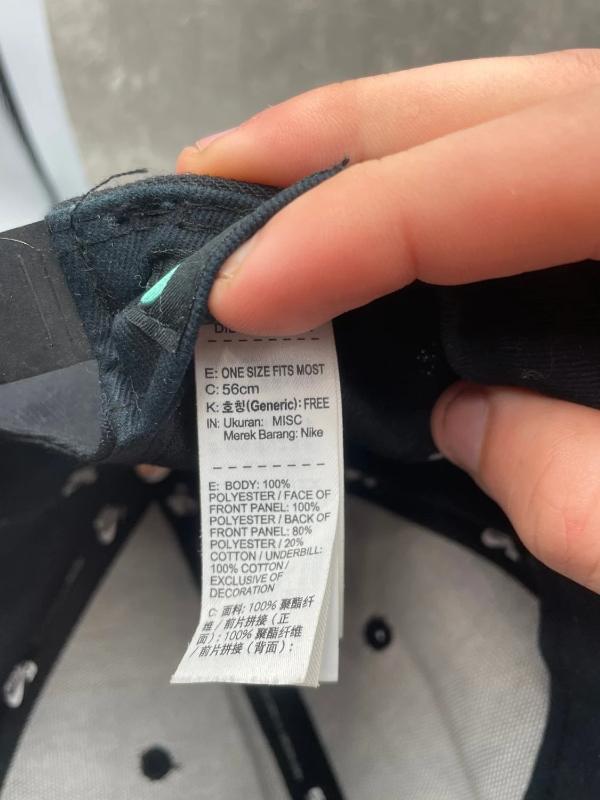 E: ONE SIZE FITS MOST
C: 56cm
K: 호칭(Generic): FREE
IN: Ukuran: MISC
Merek Barang: Nike
E: BODY: 100%
POLYESTER / FACE OF
FRONT PANEL: 100%
POLYESTER / BACK OF
FRONT PANEL: 80%
POLYESTER / 20%
COTTON / UNDERBILL:
100% COTTON /
EXCLUSIVE OF
DECORATION
C: 面料: 100% 聚酯纤
维 / 前片拼接（正
面）: 100% 聚酯纤维
/ 前片拼接（背面）: